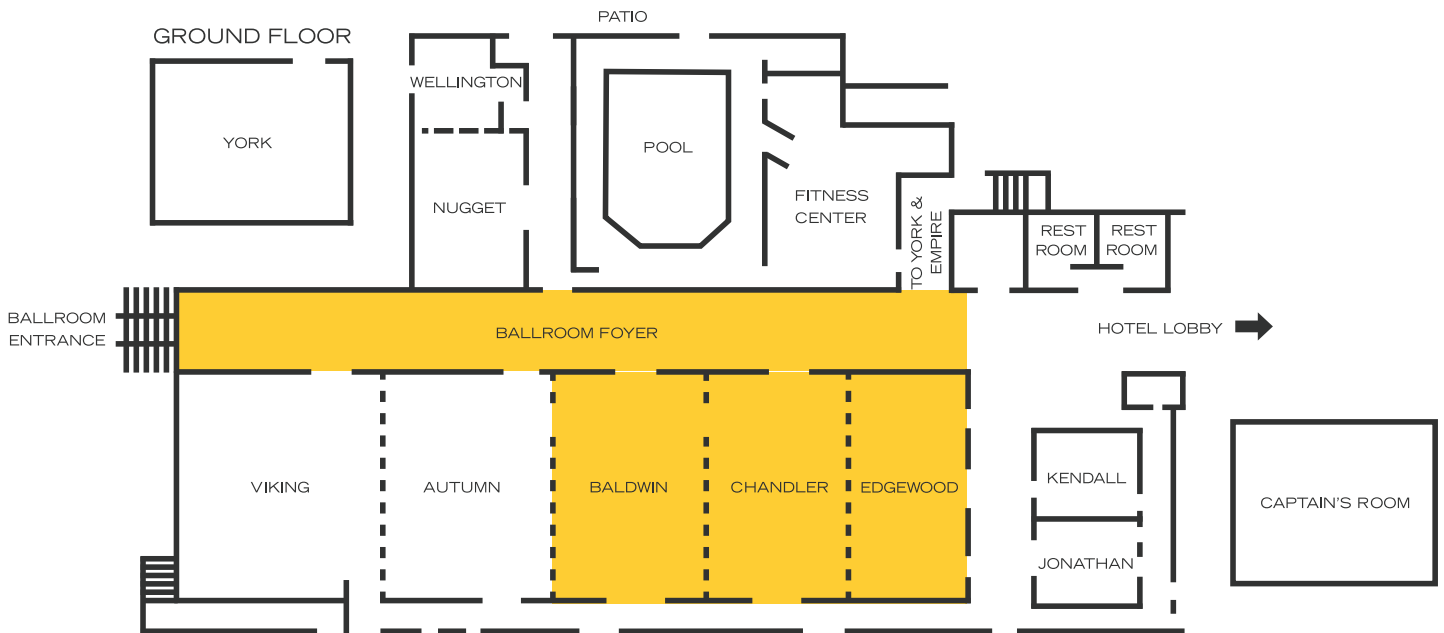 PATIO
GROUND FLOOR
WELLINGTON
YORK
POOL
NUGGET
FITNESS
CENTER
TO YORK &
EMPIRE
REST
ROOM
REST
ROOM
BALLROOM
ENTRANCE
BALLROOM FOYER
HOTEL LOBBY
VIKING
AUTUMN
BALDWIN
CHANDLER
EDGEWOOD
KENDALL
JONATHAN
CAPTAIN'S ROOM